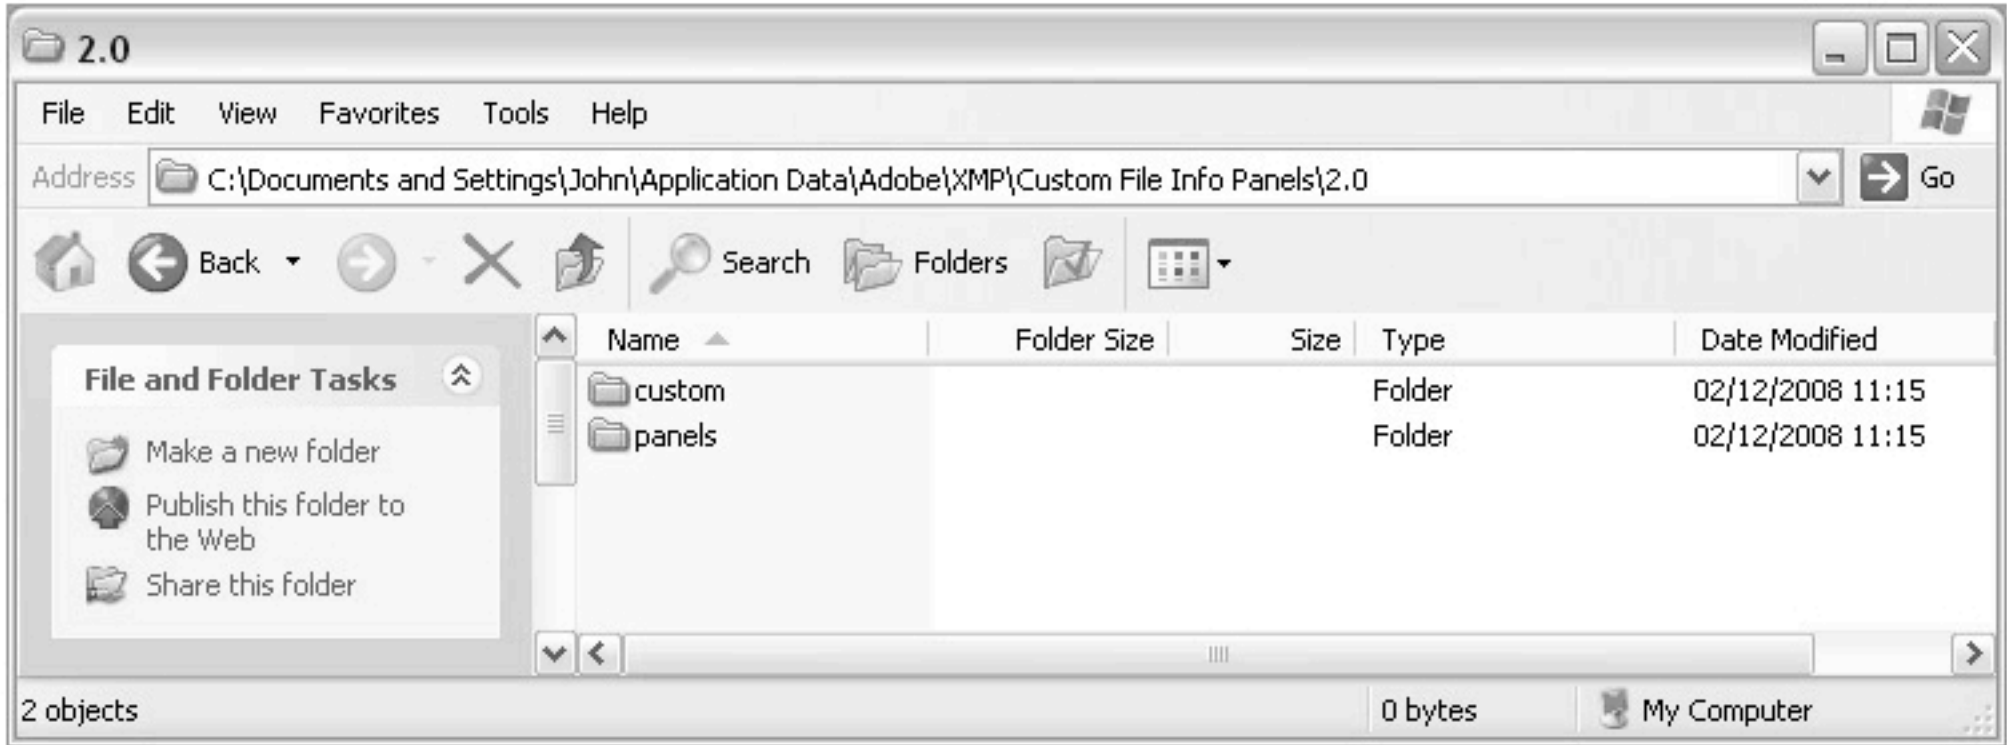 2.0
File Edit View Favorites Tools Help
Address C:\Documents and Settings\John\Application Data\Adobe\XMP\Custom File Info Panels\2.0 Go
Back Search Folders
Name Folder Size Size Type Date Modified
File and Folder Tasks
custom Folder 02/12/2008 11:15
panels Folder 02/12/2008 11:15
Make a new folder
Publish this folder to
the Web
Share this folder
2 objects 0 bytes My Computer